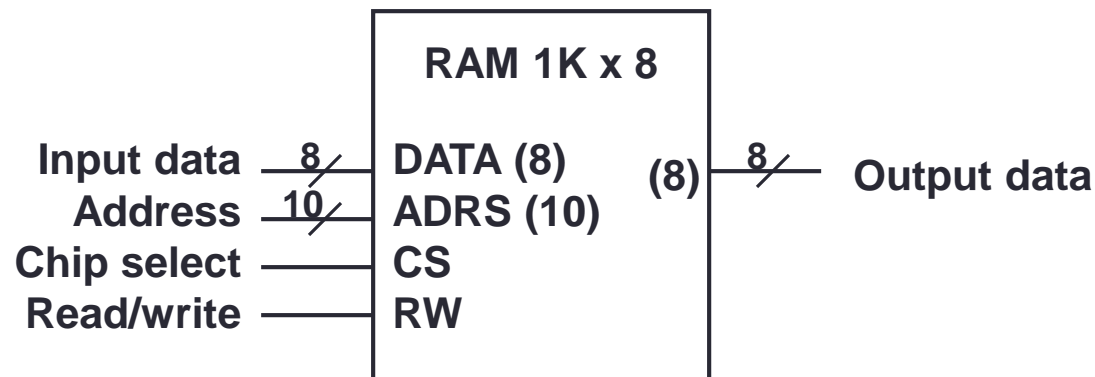 RAM 1K x 8
Input data 8 DATA (8) (8) 8 Output data
Address 10 ADRS (10)
Chip select CS
Read/write RW